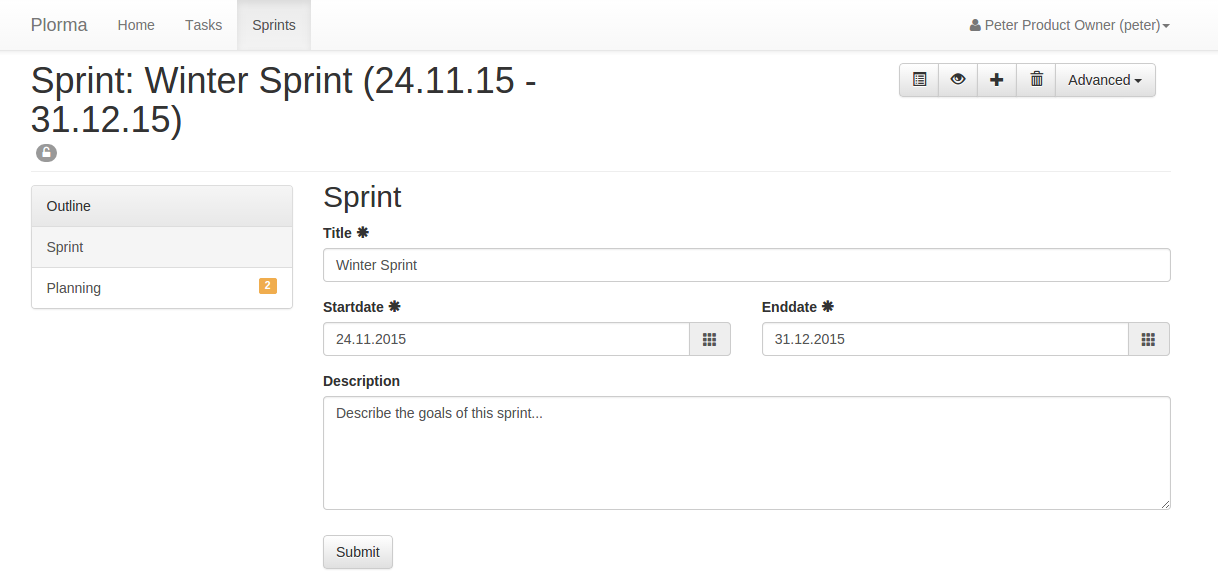 Plorma Home Tasks Sprints Peter Product Owner (peter)
Sprint: Winter Sprint (24.11.15 -
31.12.15)
Advanced
Outline
Sprint
Planning 2
Sprint
Title ✱
Winter Sprint
Startdate ✱ Enddate ✱
24.11.2015 31.12.2015
Description
Describe the goals of this sprint...
Submit